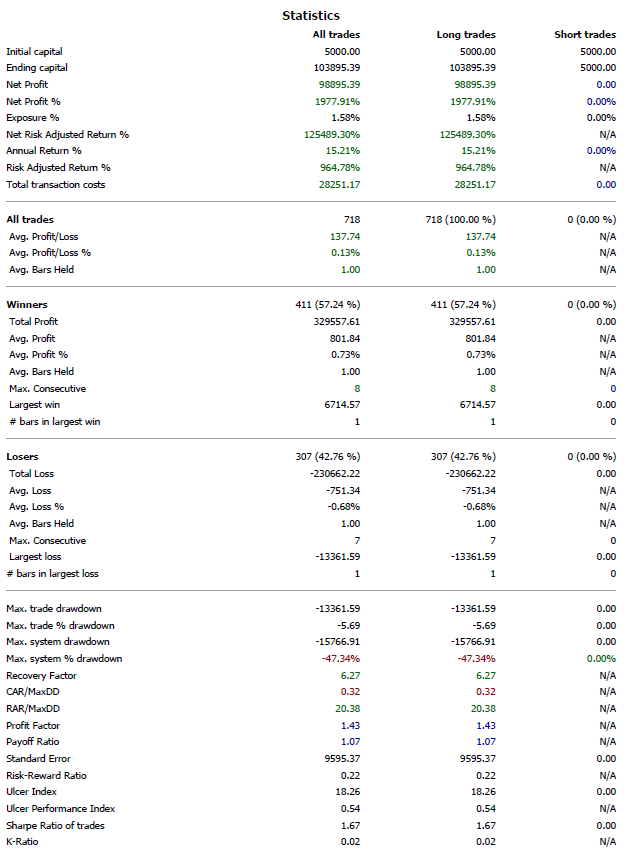 Statistics
All trades Long trades Short trades
Initial capital 5000.00 5000.00 5000.00
Ending capital 103895.39 103895.39 5000.00
Net Profit 98895.39 98895.39 0.00
Net Profit % 1977.91% 1977.91% 0.00%
Exposure % 1.58% 1.58% 0.00%
Net Risk Adjusted Return % 125489.30% 125489.30% N/A
Annual Return % 15.21% 15.21% 0.00%
Risk Adjusted Return % 964.78% 964.78% N/A
Total transaction costs 28251.17 28251.17 0.00
All trades 718 718 (100.00 %) 0 (0.00 %)
Avg. Profit/Loss 137.74 137.74 N/A
Avg. Profit/Loss % 0.13% 0.13% N/A
Avg. Bars Held 1.00 1.00 N/A
Winners 411 (57.24 %) 411 (57.24 %) 0 (0.00 %)
Total Profit 329557.61 329557.61 0.00
Avg. Profit 801.84 801.84 N/A
Avg. Profit % 0.73% 0.73% N/A
Avg. Bars Held 1.00 1.00 N/A
Max. Consecutive 8 8 0
Largest win 6714.57 6714.57 0.00
# bars in largest win 1 1 0
Losers 307 (42.76 %) 307 (42.76 %) 0 (0.00 %)
Total Loss -230662.22 -230662.22 0.00
Avg. Loss -751.34 -751.34 N/A
Avg. Loss % -0.68% -0.68% N/A
Avg. Bars Held 1.00 1.00 N/A
Max. Consecutive 7 7 0
Largest loss -13361.59 -13361.59 0.00
# bars in largest loss 1 1 0
Max. trade drawdown -13361.59 -13361.59 0.00
Max. trade % drawdown -5.69 -5.69 0.00
Max. system drawdown -15766.91 -15766.91 0.00
Max. system % drawdown -47.34% -47.34% 0.00%
Recovery Factor 6.27 6.27 N/A
CAR/MaxDD 0.32 0.32 N/A
RAR/MaxDD 20.38 20.38 N/A
Profit Factor 1.43 1.43 N/A
Payoff Ratio 1.07 1.07 N/A
Standard Error 9595.37 9595.37 0.00
Risk-Reward Ratio 0.22 0.22 N/A
Ulcer Index 18.26 18.26 0.00
Ulcer Performance Index 0.54 0.54 N/A
Sharpe Ratio of trades 1.67 1.67 0.00
K-Ratio 0.02 0.02 N/A